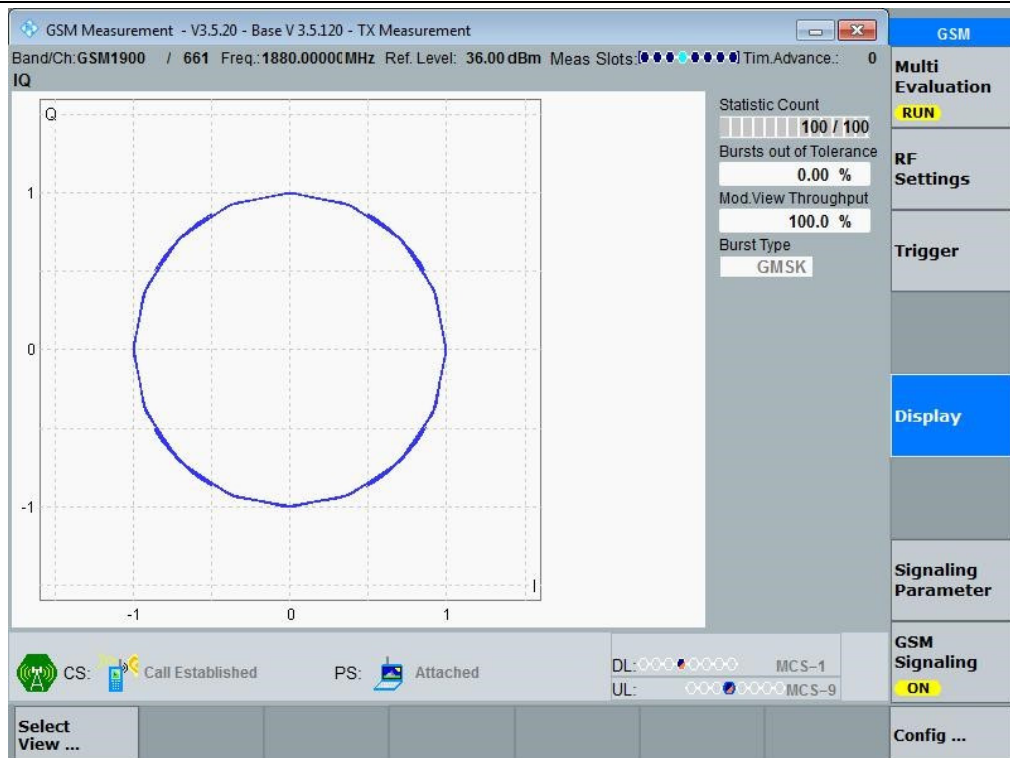 GSM Measurement - V3.5.20 - Base V 3.5.120 - TX Measurement
GSM
Band/Ch: GSM1900 / 661 Freq.: 1880.00000 MHz Ref. Level: 36.00 dBm Meas Slots: Tim.Advance.: 0
IQ
Q
1
0
-1
-1 0 1
I
Statistic Count
100 / 100
Bursts out of Tolerance
0.00 %
Mod.View Throughput
100.0 %
Burst Type
GMSK
Multi
Evaluation
RUN
RF
Settings
Trigger
Display
Signaling
Parameter
GSM
Signaling
ON
CS: Call Established PS: Attached
DL: MCS-1
UL: MCS-9
Select
View ...
Config ...